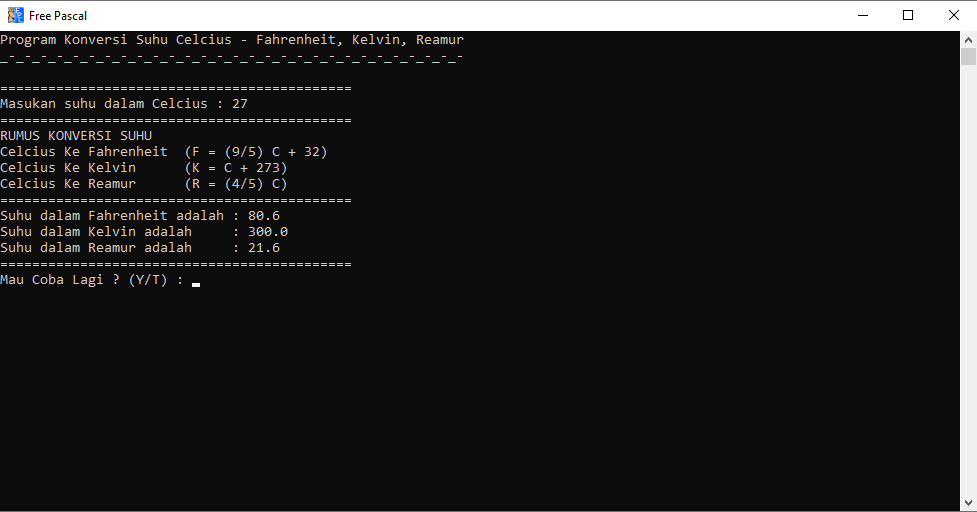 Free Pascal
Program Konversi Suhu Celcius - Fahrenheit, Kelvin, Reamur
_-_-_-_-_-_-_-_-_-_-_-_-_-_-_-_-_-_-_-_-_-_-_-_-_-_-_-_-_-
============================================
Masukan suhu dalam Celcius : 27
============================================
RUMUS KONVERSI SUHU
Celcius Ke Fahrenheit  (F = (9/5) C + 32)
Celcius Ke Kelvin      (K = C + 273)
Celcius Ke Reamur      (R = (4/5) C)
============================================
Suhu dalam Fahrenheit adalah : 80.6
Suhu dalam Kelvin adalah     : 300.0
Suhu dalam Reamur adalah     : 21.6
============================================
Mau Coba Lagi ? (Y/T) :